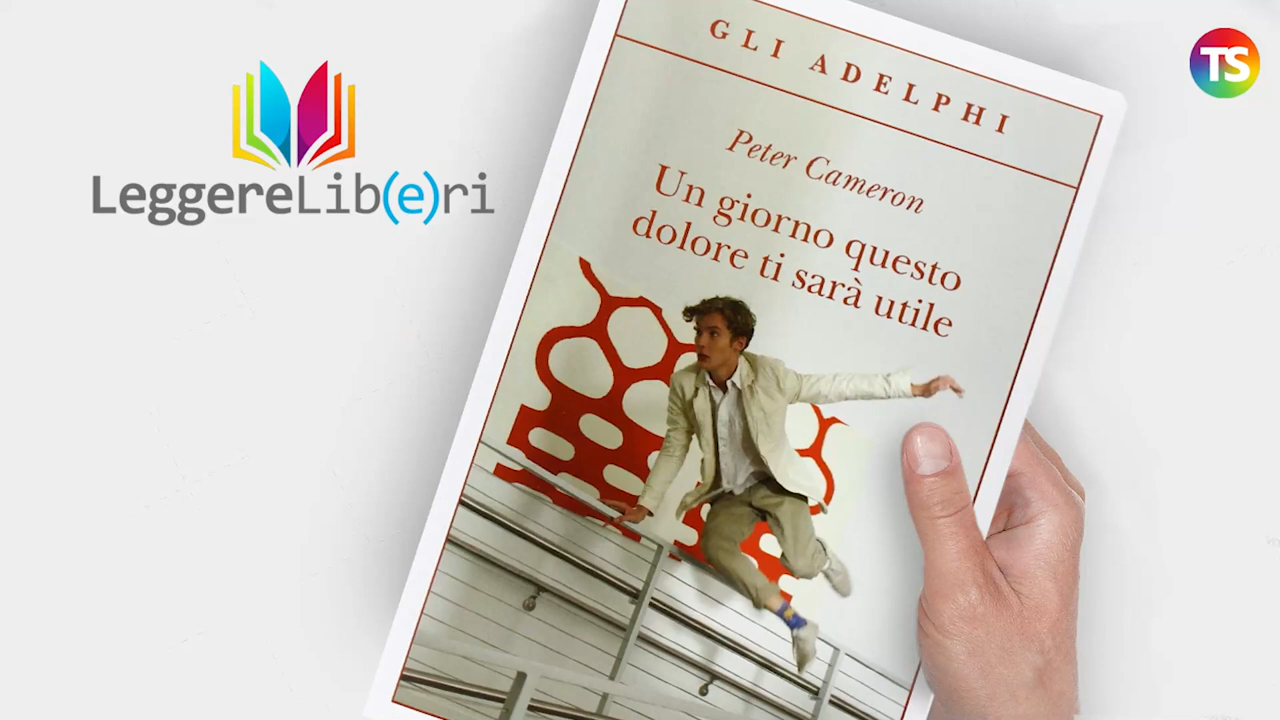 LeggereLib(e)ri
TS
GLI ADELPHI
Peter Cameron
Un giorno questo
dolore ti sarà utile